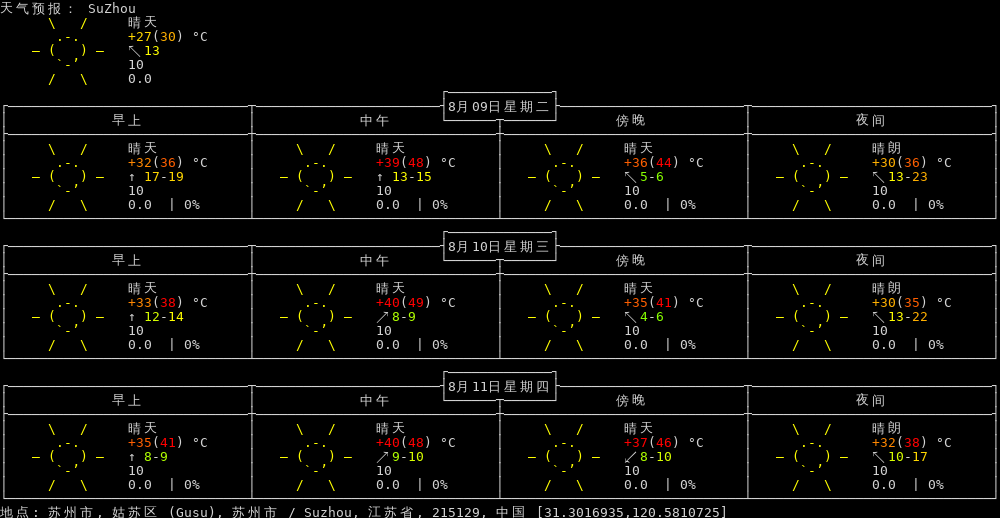 天气预报： SuZhou
晴天
+27(30) °C
↖ 13
10
0.0
8月09日星期二
早上 中午 傍晚 夜间
晴天 晴天 晴天 晴朗
+32(36) °C +39(48) °C +36(44) °C +30(36) °C
↑ 17-19 ↑ 13-15 ↖ 5-6 ↖ 13-23
10 10 10 10
0.0 | 0% 0.0 | 0% 0.0 | 0% 0.0 | 0%
8月10日星期三
早上 中午 傍晚 夜间
晴天 晴天 晴天 晴朗
+33(38) °C +40(49) °C +35(41) °C +30(35) °C
↑ 12-14 ↗ 8-9 ↖ 4-6 ↖ 13-22
10 10 10 10
0.0 | 0% 0.0 | 0% 0.0 | 0% 0.0 | 0%
8月11日星期四
早上 中午 傍晚 夜间
晴天 晴天 晴天 晴朗
+35(41) °C +40(48) °C +37(46) °C +32(38) °C
↑ 8-9 ↗ 9-10 ↙ 8-10 ↖ 10-17
10 10 10 10
0.0 | 0% 0.0 | 0% 0.0 | 0% 0.0 | 0%
地点: 苏州市, 姑苏区 (Gusu), 苏州市 / Suzhou, 江苏省, 215129, 中国 [31.3016935,120.5810725]